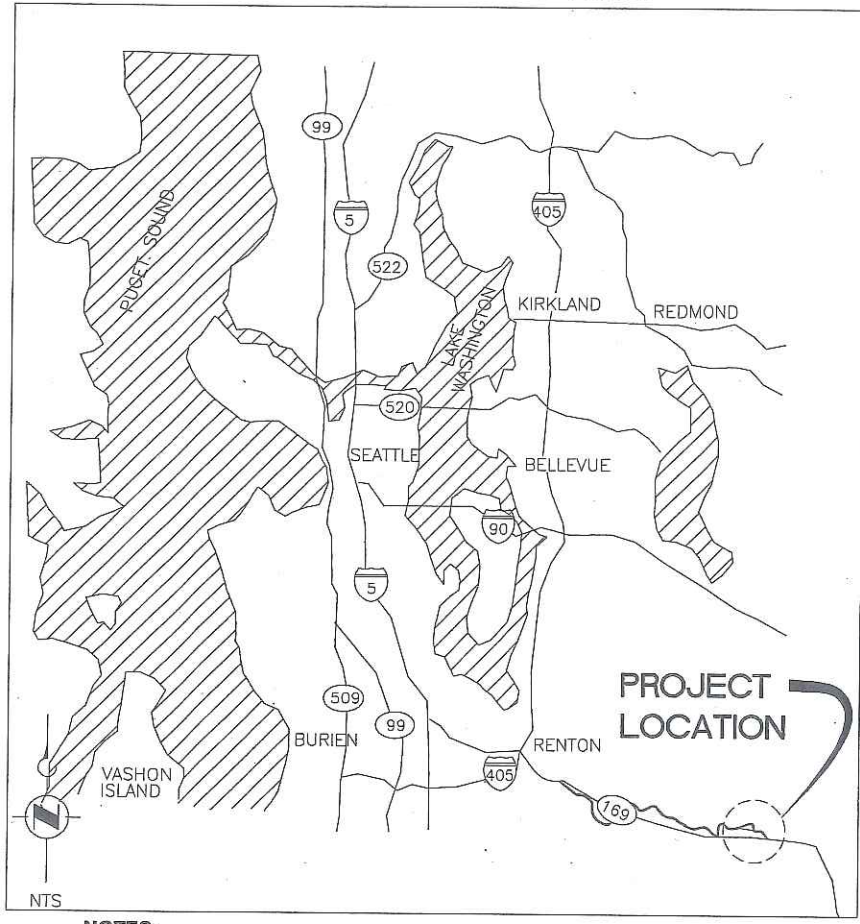 99
5
405
522
PUGET SOUND
KIRKLAND
REDMOND
LAKE
WASHINGTON
520
SEATTLE
BELLEVUE
90
5
PROJECT
LOCATION
509
99
BURIEN
RENTON
405
VASHON
ISLAND
169
N
NTS
NOTES